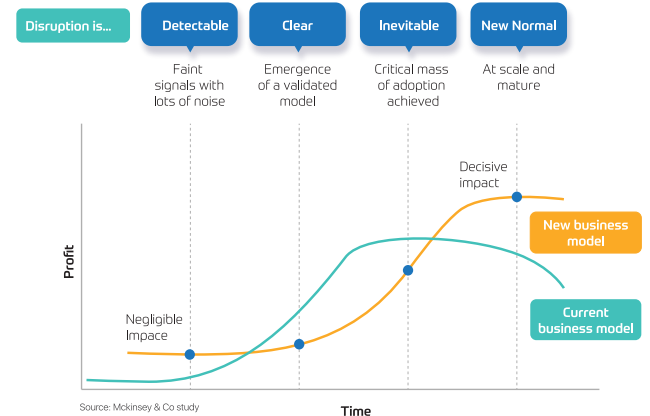 Disruption is...
Detectable
Clear
Inevitable
New Normal
Faint
signals with
lots of noise
Emergence
of a validated
model
Critical mass
of adoption
achieved
At scale and
mature
Decisive
impact
New business
model
Profit
Negligible
Impace
Current
business model
Source: Mckinsey & Co study
Time